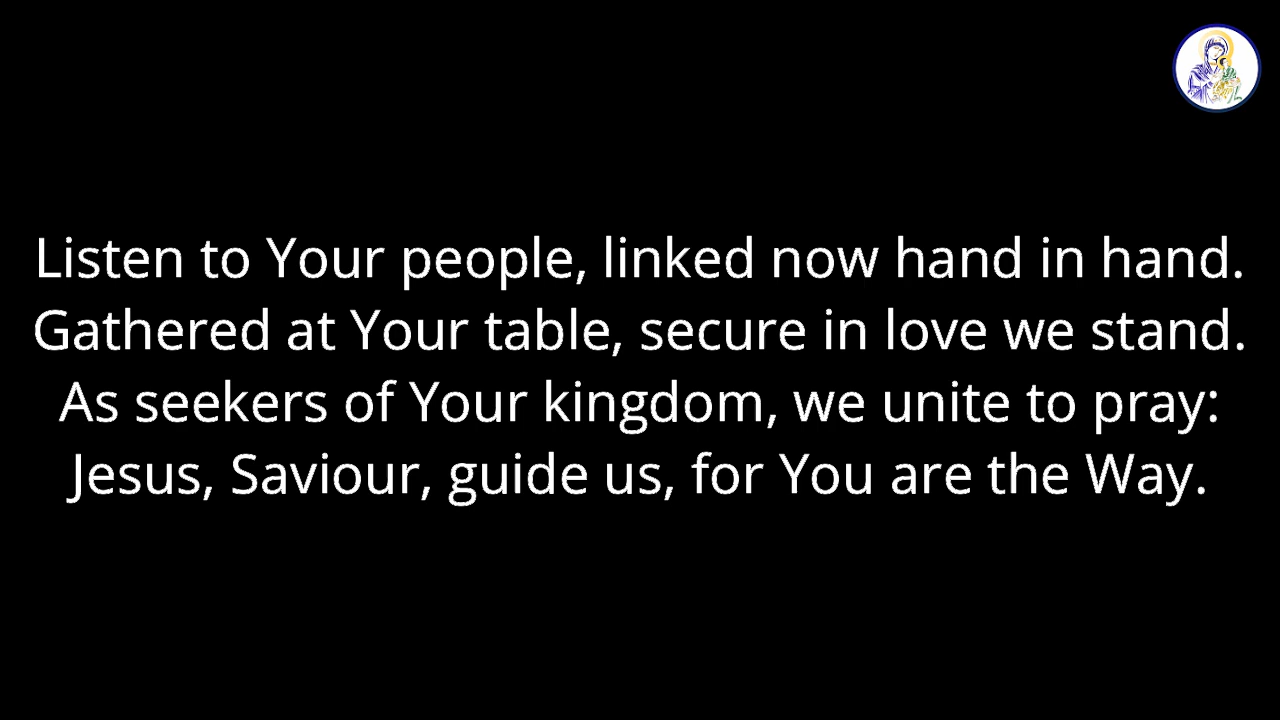 Listen to Your people, linked now hand in hand.
Gathered at Your table, secure in love we stand.
As seekers of Your kingdom, we unite to pray:
Jesus, Saviour, guide us, for You are the Way.